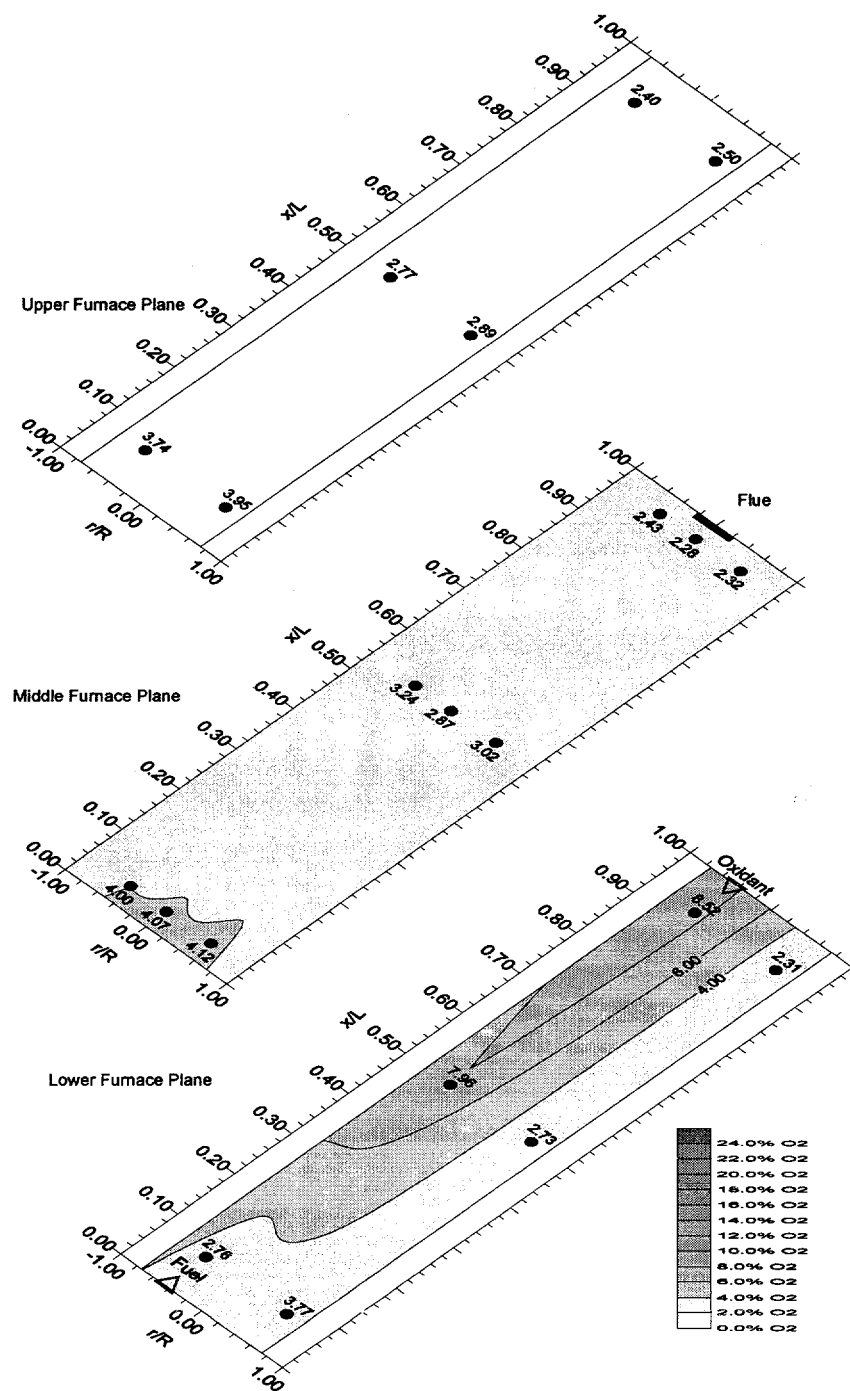 1.00
0.90
0.80
0.70
0.60
x/L 0.50
0.40
0.30
0.20
0.10
0.00
-1.00
0.00
r/R
1.00
2.40
2.50
2.77
2.89
3.74
3.95
Upper Furnace Plane
1.00
0.90
0.80
0.70
0.60
x/L 0.50
0.40
0.30
0.20
0.10
0.00
-1.00
0.00
r/R
1.00
Flue
2.43
2.28
2.32
3.24
2.87
3.02
4.00
4.07
4.12
Middle Furnace Plane
1.00
0.90
0.80
0.70
0.60
x/L 0.50
0.40
0.30
0.20
0.10
0.00
-1.00
0.00
r/R
1.00
Oxidant
6.00
4.00
2.31
7.96
2.73
2.76
Fuel
3.77
Lower Furnace Plane
24.0% O2
22.0% O2
20.0% O2
18.0% O2
16.0% O2
14.0% O2
12.0% O2
10.0% O2
8.0% O2
6.0% O2
4.0% O2
2.0% O2
0.0% O2